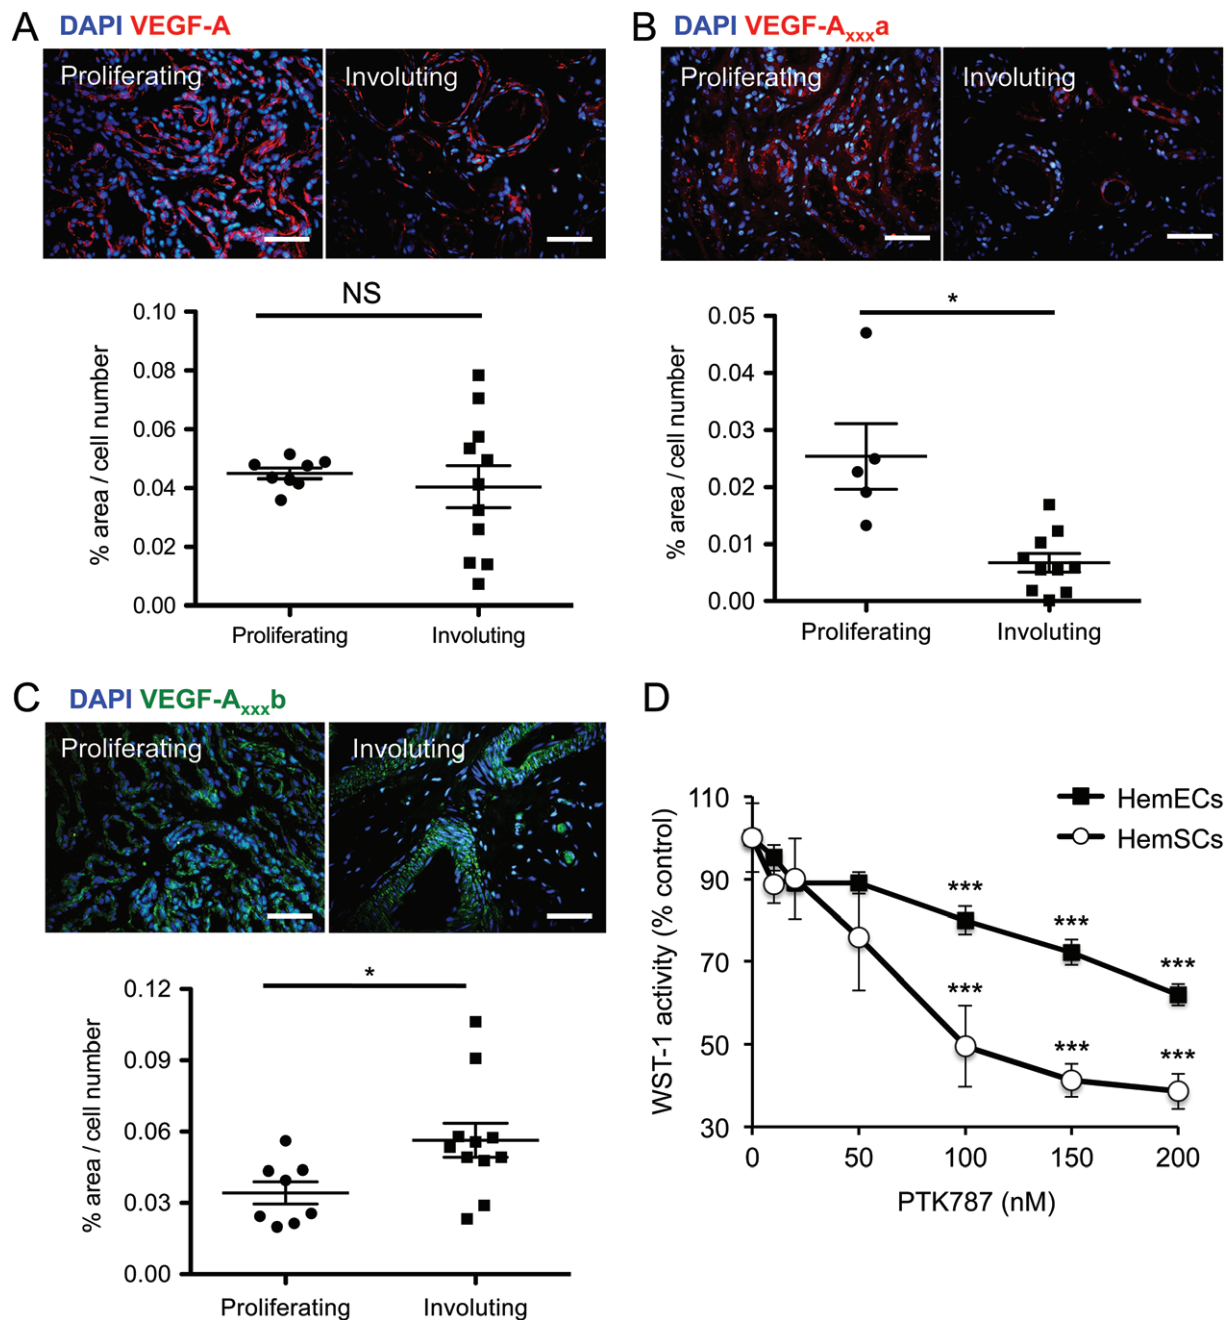 A DAPI VEGF-A
Proliferating
Involuting
NS
0.10
0.08
0.06
0.04
0.02
0.00
% area / cell number
Proliferating
Involuting
B DAPI VEGF-Axxxa
Proliferating
Involuting
*
0.05
0.04
0.03
0.02
0.01
0.00
% area / cell number
Proliferating
Involuting
C DAPI VEGF-Axxxb
Proliferating
Involuting
*
0.12
0.09
0.06
0.03
0.00
% area / cell number
Proliferating
Involuting
D
HemECs
HemSCs
110
90
70
50
30
WST-1 activity (% control)
***
***
***
***
***
***
0
50
100
150
200
PTK787 (nM)